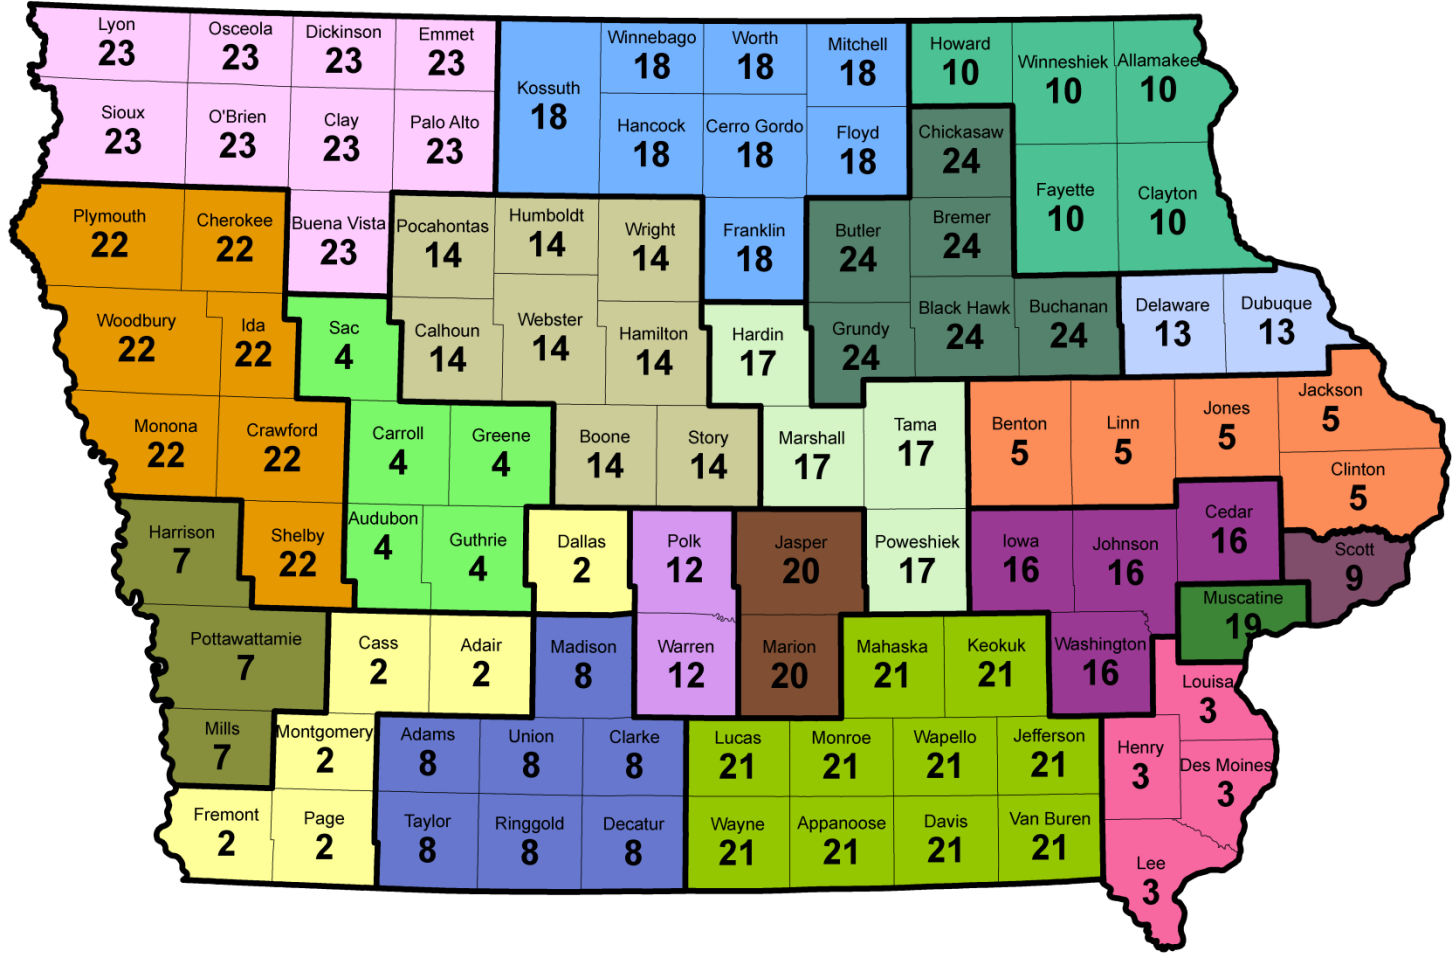 Lyon
23
Osceola
23
Dickinson
23
Emmet
23
Kossuth
18
Winnebago
18
Worth
18
Mitchell
18
Howard
10
Winneshiek
10
Allamakee
10
Sioux
23
O'Brien
23
Clay
23
Palo Alto
23
Hancock
18
Cerro Gordo
18
Floyd
18
Chickasaw
24
Fayette
10
Clayton
10
Plymouth
22
Cherokee
22
Buena Vista
23
Pocahontas
14
Humboldt
14
Wright
14
Franklin
18
Butler
24
Bremer
24
Woodbury
22
Ida
22
Sac
4
Calhoun
14
Webster
14
Hamilton
14
Hardin
17
Grundy
24
Black Hawk
24
Buchanan
24
Delaware
13
Dubuque
13
Monona
22
Crawford
22
Carroll
4
Greene
4
Boone
14
Story
14
Marshall
17
Tama
17
Benton
5
Linn
5
Jones
5
Jackson
5
Clinton
5
Harrison
7
Shelby
22
Audubon
4
Guthrie
4
Dallas
2
Polk
12
Jasper
20
Poweshiek
17
Iowa
16
Johnson
16
Cedar
16
Scott
9
Muscatine
19
Pottawattamie
7
Cass
2
Adair
2
Madison
8
Warren
12
Marion
20
Mahaska
21
Keokuk
21
Washington
16
Louisa
3
Mills
7
Montgomery
2
Adams
8
Union
8
Clarke
8
Lucas
21
Monroe
21
Wapello
21
Jefferson
21
Henry
3
Des Moines
3
Fremont
2
Page
2
Taylor
8
Ringgold
8
Decatur
8
Wayne
21
Appanoose
21
Davis
21
Van Buren
21
Lee
3